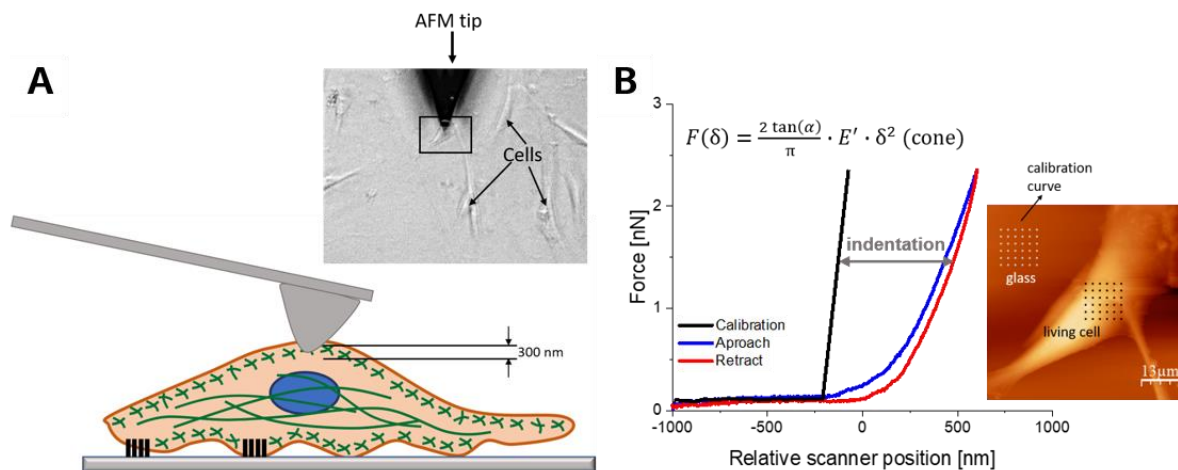 A
AFM tip
Cells
300 nm
B
F(δ) = 2 tan(α) / π · E′ · δ² (cone)
calibration
curve
glass
living cell
13μm
indentation
Calibration
Aproach
Retract
Force [nN]
3
2
1
0
-1000 -500 0 500 1000
Relative scanner position [nm]